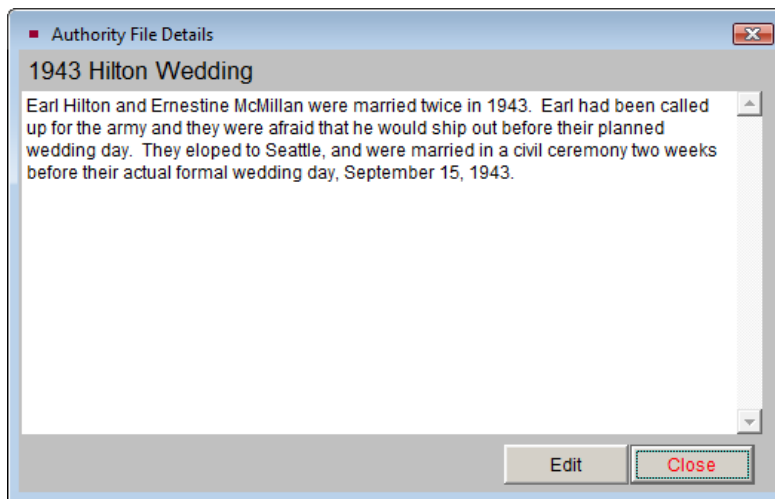 Authority File Details
1943 Hilton Wedding
Earl Hilton and Ernestine McMillan were married twice in 1943.  Earl had been called
up for the army and they were afraid that he would ship out before their planned
wedding day.  They eloped to Seattle, and were married in a civil ceremony two weeks
before their actual formal wedding day, September 15, 1943.
Edit
Close